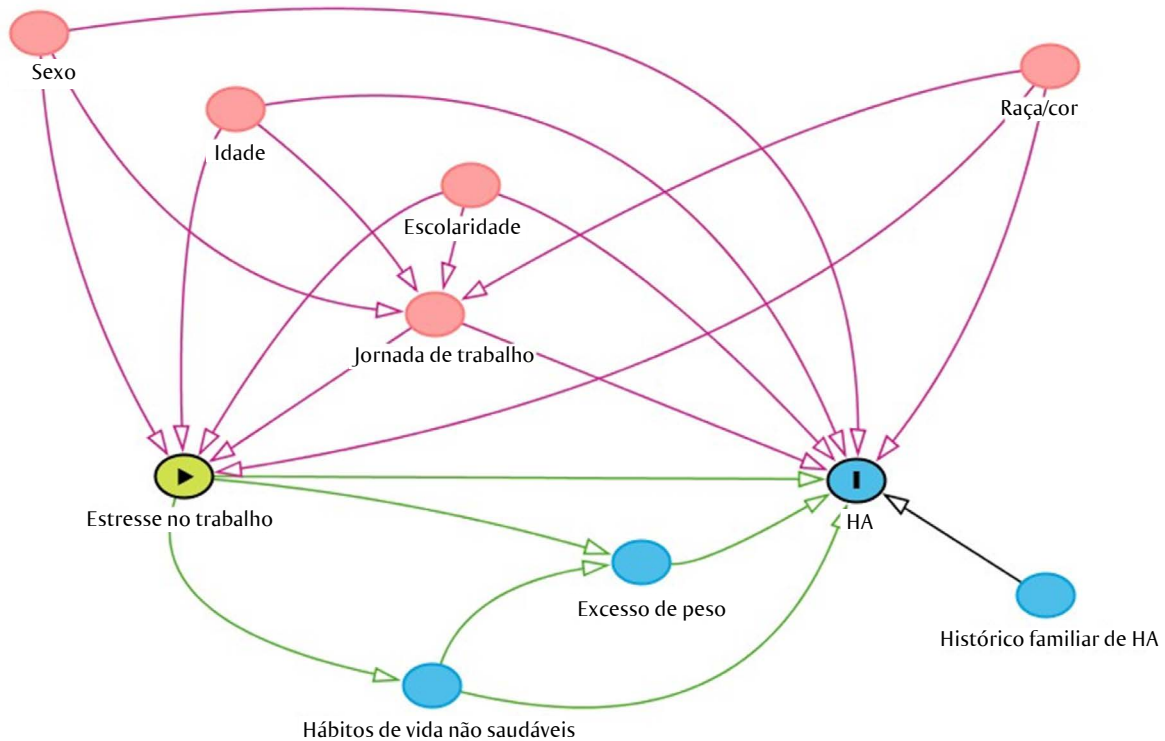 Sexo
Raça/cor
Idade
Escolaridade
Jornada de trabalho
Estresse no trabalho
HA
Excesso de peso
Histórico familiar de HA
Hábitos de vida não saudáveis